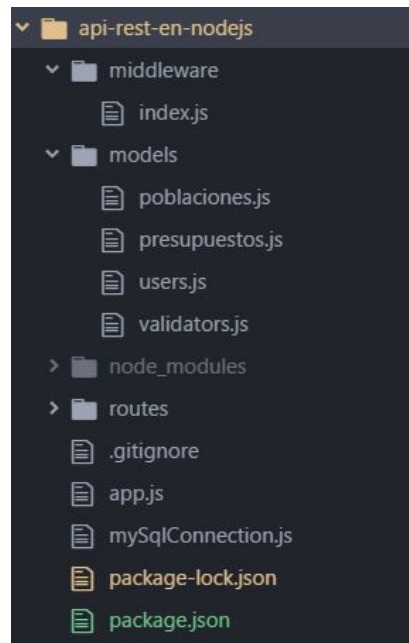 api-rest-en-nodejs
middleware
index.js
models
poblaciones.js
presupuestos.js
users.js
validators.js
node_modules
routes
.gitignore
app.js
mySqlConnection.js
package-lock.json
package.json